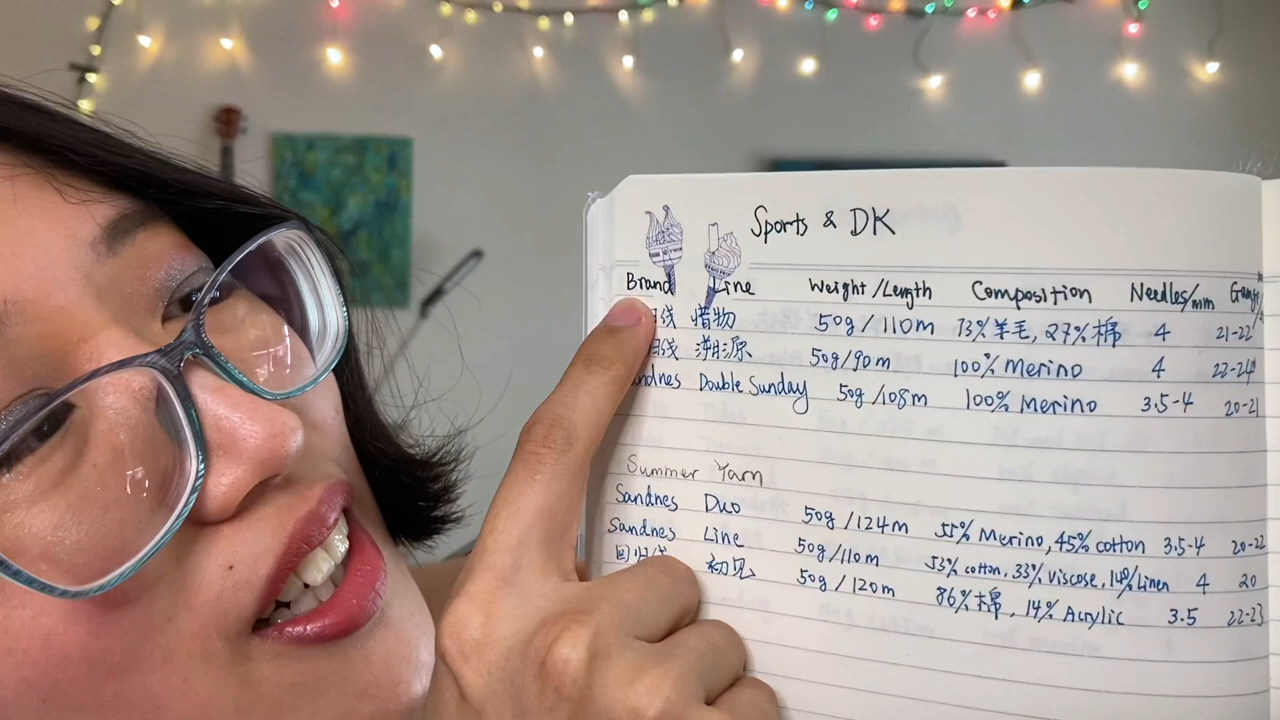 Sports & DK
Brand Line Weight/Length Composition Needles/mm
线 惜物 50g/110m 73%羊毛, 27%棉 4 21-22
线 50g/90m 100% Merino 4 22-24
Double Sunday 50g/108m 100% Merino 3.5-4 20-21
Summer Yarn
Sandnes Duo 50g/124m 55% Merino, 45% cotton 3.5-4 20-22
Sandnes Line 50g/110m 53% cotton, 33% Viscose, 14% Linen 4 20
初见 50g/120m 86%棉, 14% Acrylic 3.5 22-23